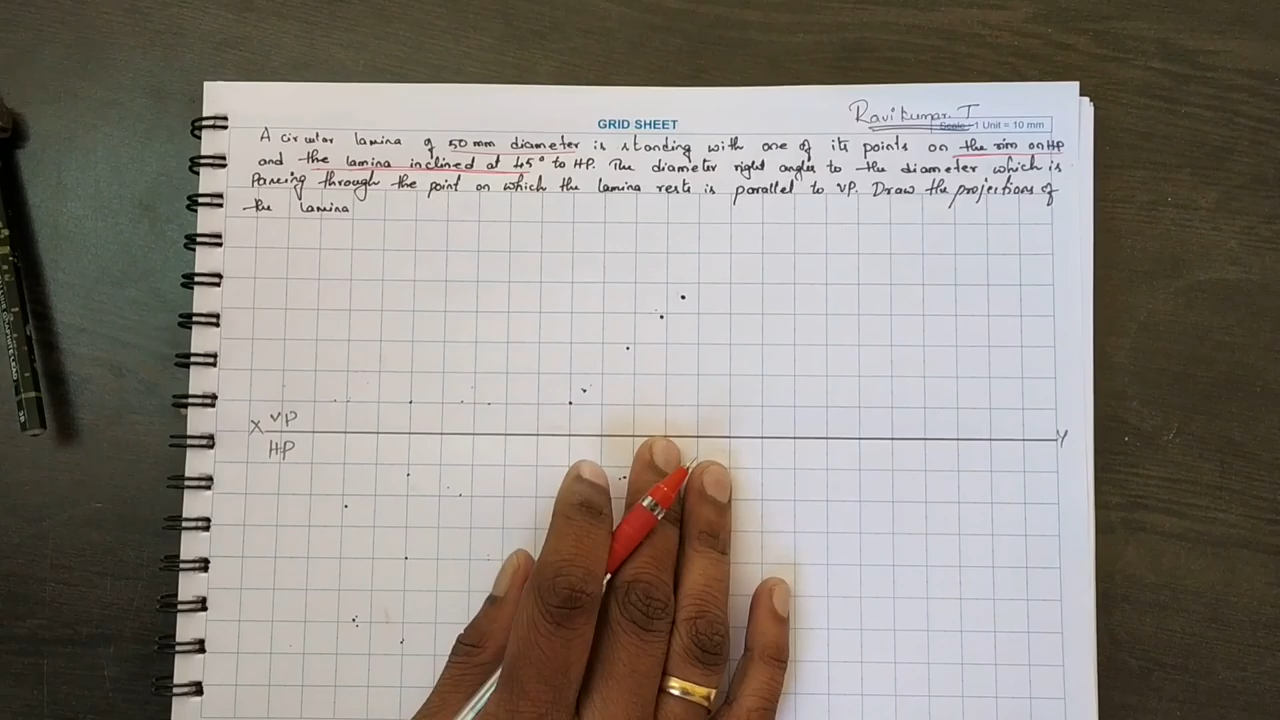 Ravikumar. T
GRID SHEET
Scale-1 Unit = 10 mm
A circular lamina of 50 mm diameter is standing with one of its points on the rim on HP
and the lamina inclined at 45° to HP. The diameter right angles to the diameter which is
Passing through the point on which the lamina rests is parallel to VP. Draw the projections of
the lamina
X VP
Y
HP